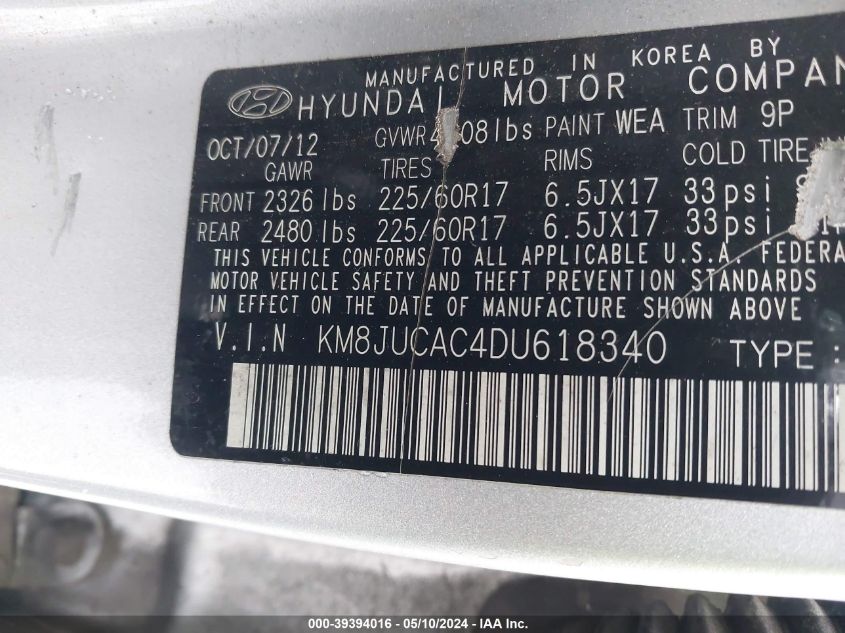 MANUFACTURED IN KOREA BY
HYUNDAI MOTOR COMPAN
OCT/07/12 GVWR 4 08lbs PAINT WEA TRIM 9P
GAWR TIRES RIMS COLD TIRE
FRONT 2326 lbs 225/60R17 6.5JX17 33psi
REAR 2480 lbs 225/60R17 6.5JX17 33psi
THIS VEHICLE CONFORMS TO ALL APPLICABLE U.S.A. FEDERA
MOTOR VEHICLE SAFETY AND THEFT PREVENTION STANDARDS
IN EFFECT ON THE DATE OF MANUFACTURE SHOWN ABOVE
V.I.N KM8JUCAC4DU618340 TYPE :
000-39394016 - 05/10/2024 - IAA Inc.